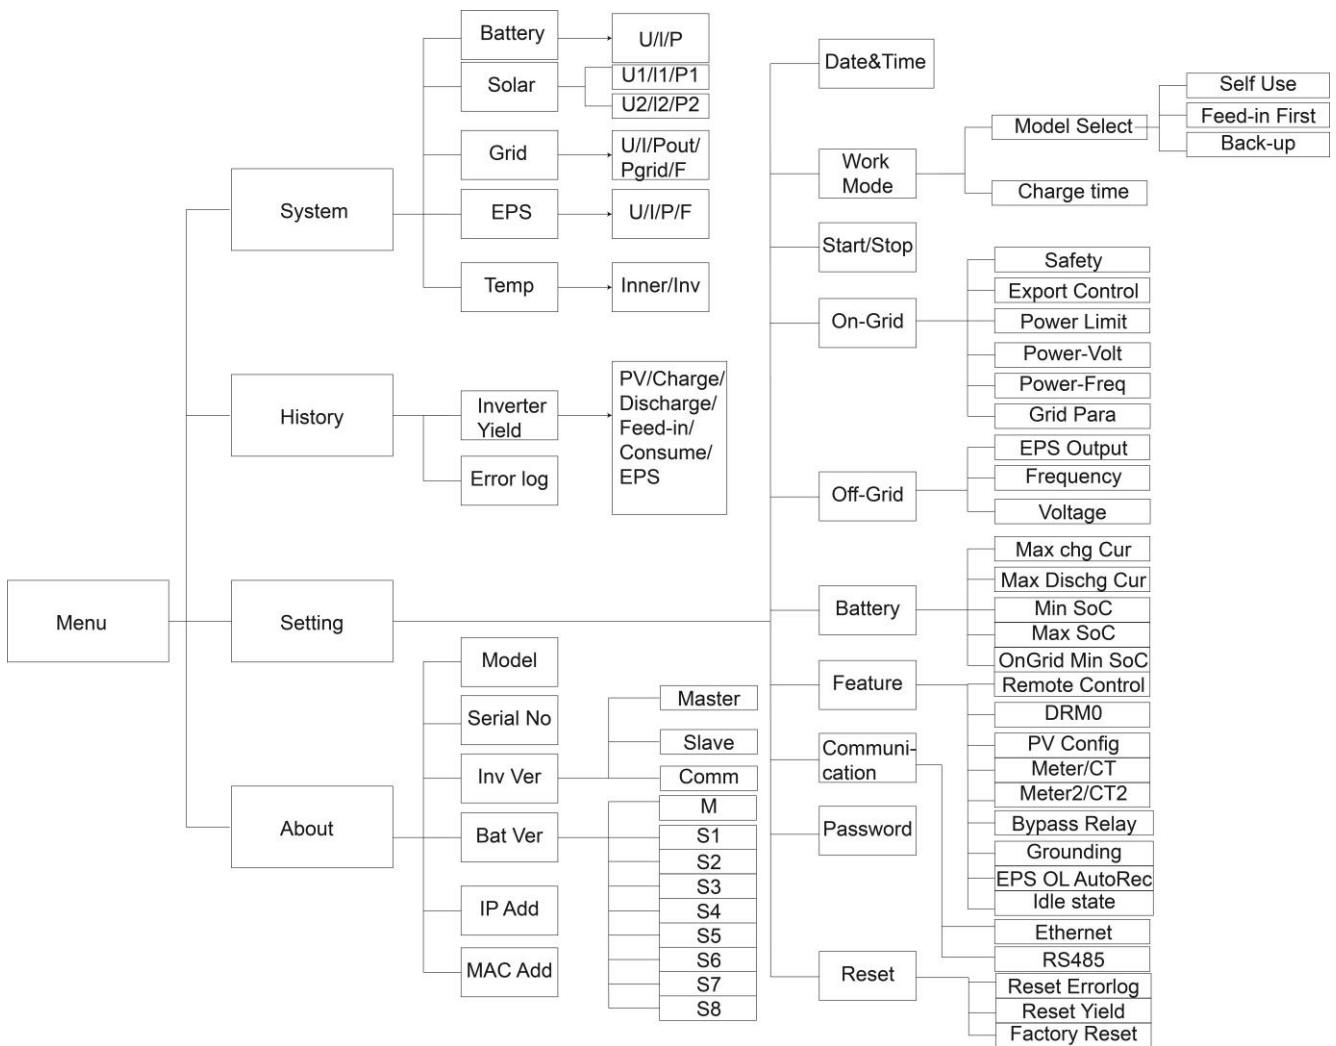 Menu
System
Battery
U/I/P
Solar
U1/I1/P1
U2/I2/P2
Grid
U/I/Pout/
Pgrid/F
EPS
U/I/P/F
Temp
Inner/Inv
History
Inverter
Yield
PV/Charge/
Discharge/
Feed-in/
Consume/
EPS
Error log
Setting
Date&Time
Work
Mode
Model Select
Self Use
Feed-in First
Back-up
Charge time
Start/Stop
On-Grid
Safety
Export Control
Power Limit
Power-Volt
Power-Freq
Grid Para
Off-Grid
EPS Output
Frequency
Voltage
Battery
Max chg Cur
Max Dischg Cur
Min SoC
Max SoC
OnGrid Min SoC
Feature
Remote Control
DRM0
PV Config
Meter/CT
Meter2/CT2
Bypass Relay
Grounding
EPS OL AutoRec
Idle state
Communi-
cation
Ethernet
RS485
Password
Reset
Reset Errorlog
Reset Yield
Factory Reset
About
Model
Serial No
Inv Ver
Master
Slave
Comm
Bat Ver
M
S1
S2
S3
S4
S5
S6
S7
S8
IP Add
MAC Add